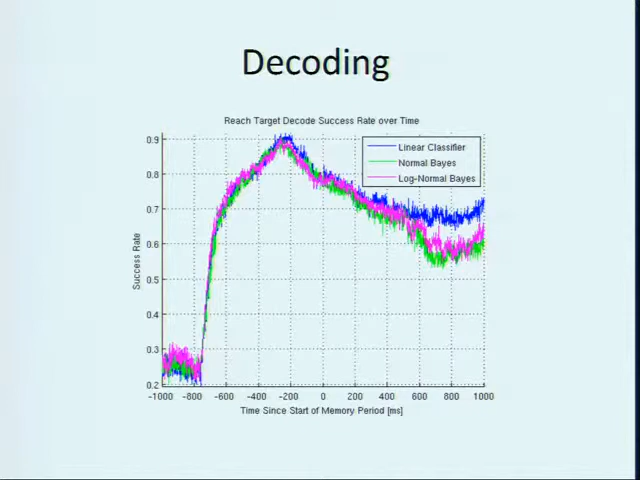 Decoding
Reach Target Decode Success Rate over Time
Linear Classifier
Normal Bayes
Log-Normal Bayes
Success Rate
0.9
0.8
0.7
0.6
0.5
0.4
0.3
0.2
-1000 -800 -600 -400 -200 0 200 400 600 800 1000
Time Since Start of Memory Period [ms]